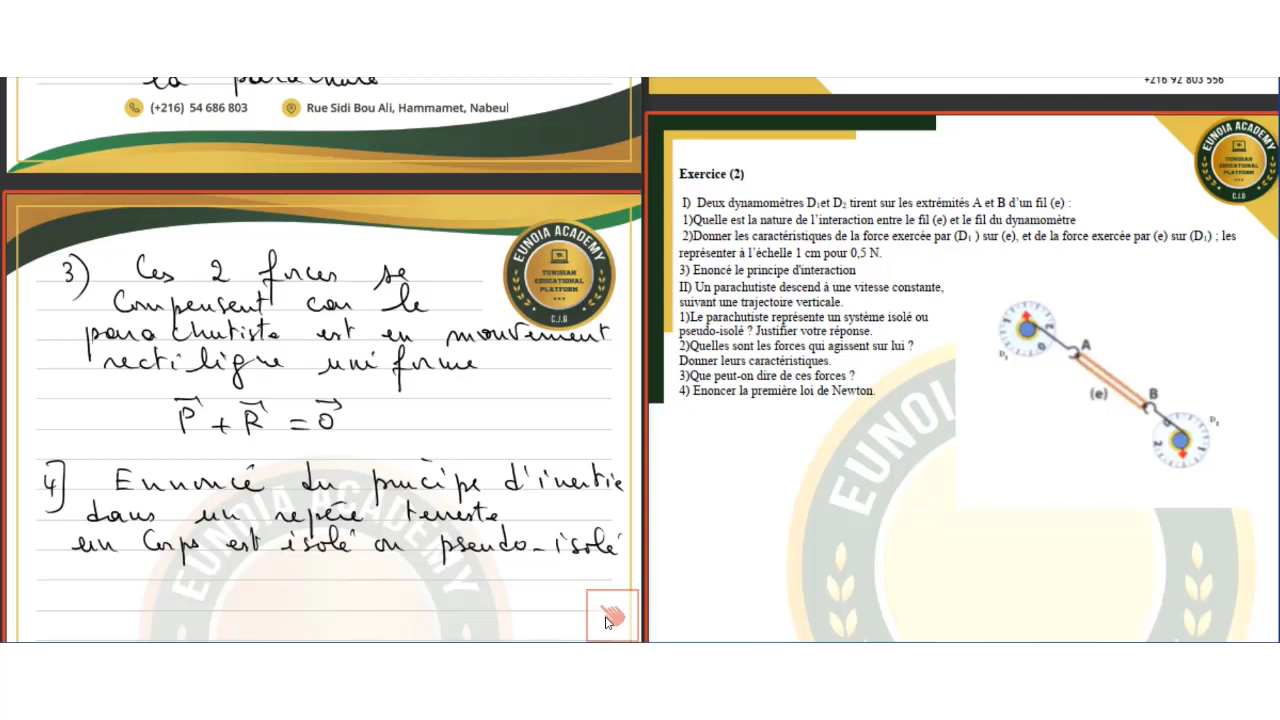 la parachute
(+216) 54 686 803
Rue Sidi Bou Ali, Hammamet, Nabeul
EUNOIA ACADEMY
TUNISIAN
EDUCATIONAL
PLATFORM
C.I.G
3) Ces 2 forces se
compensent car le
parachutiste est en mouvement
rectiligne uniforme
P + R = 0
4] Ennoncé du principe d'inertie
dans un repère terreste
un Corps est isolé ou pseudo-isolé
+216 92 803 556
EUNOIA ACADEMY
TUNISIAN
EDUCATIONAL
PLATFORM
C.I.G
Exercice (2)
I) Deux dynamomètres D₁et D₂ tirent sur les extrémités A et B d'un fil (e) :
1)Quelle est la nature de l'interaction entre le fil (e) et le fil du dynamomètre
2)Donner les caractéristiques de la force exercée par (D₁ ) sur (e), et de la force exercée par (e) sur (D₁) ; les
représenter à l'échelle 1 cm pour 0,5 N.
3) Enoncé le principe d'interaction
II) Un parachutiste descend à une vitesse constante,
suivant une trajectoire verticale.
1)Le parachutiste représente un système isolé ou
pseudo-isolé ? Justifier votre réponse.
2)Quelles sont les forces qui agissent sur lui ?
Donner leurs caractéristiques.
3)Que peut-on dire de ces forces ?
4) Enoncer la première loi de Newton.
D₁
A
(e)
B
D₂